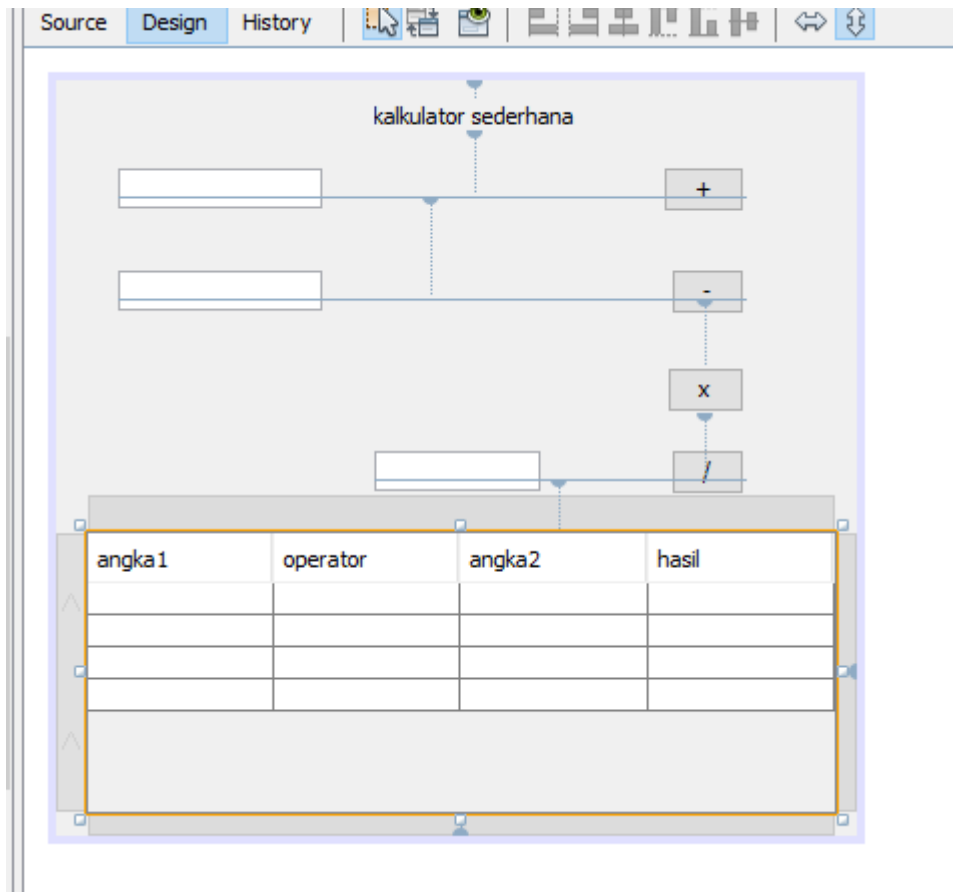 Source Design History
kalkulator sederhana
+
-
x
/
angka1 operator angka2 hasil